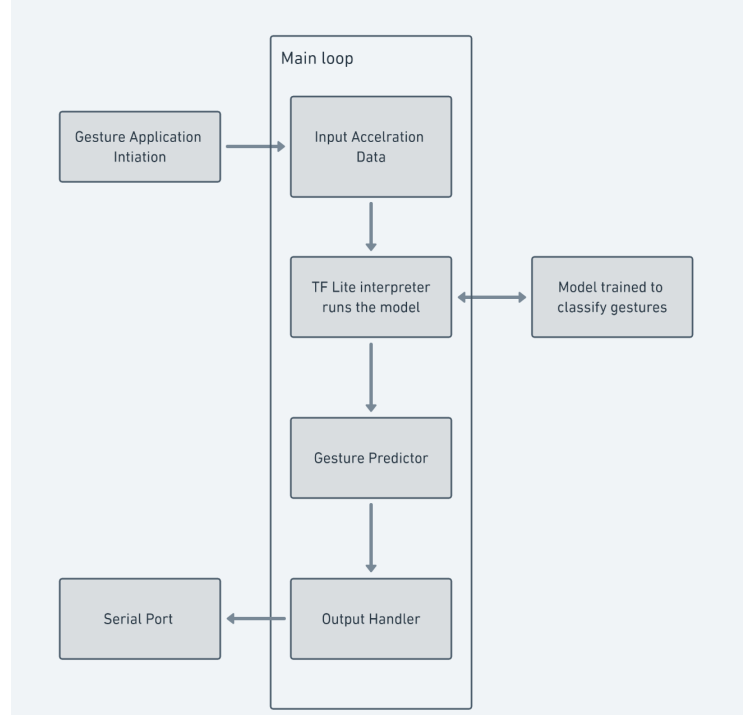 Main loop
Gesture Application
Intiation
Input Accelration
Data
TF Lite interpreter
runs the model
Model trained to
classify gestures
Gesture Predictor
Serial Port
Output Handler